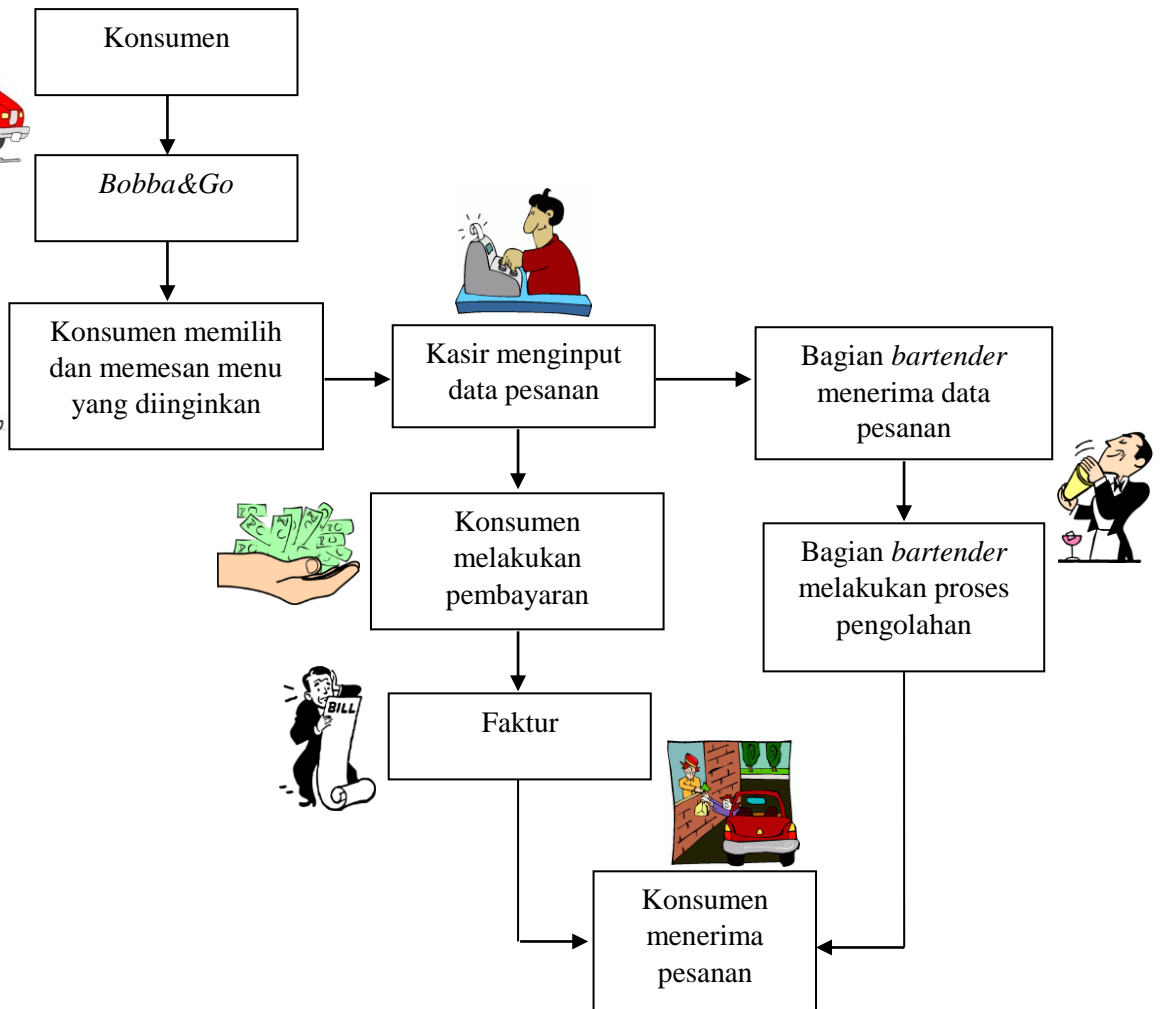 Konsumen
Bobba&Go
Konsumen memilih
dan memesan menu
yang diinginkan
Kasir menginput
data pesanan
Bagian bartender
menerima data
pesanan
Konsumen
melakukan
pembayaran
Bagian bartender
melakukan proses
pengolahan
BILL
Faktur
Konsumen
menerima
pesanan